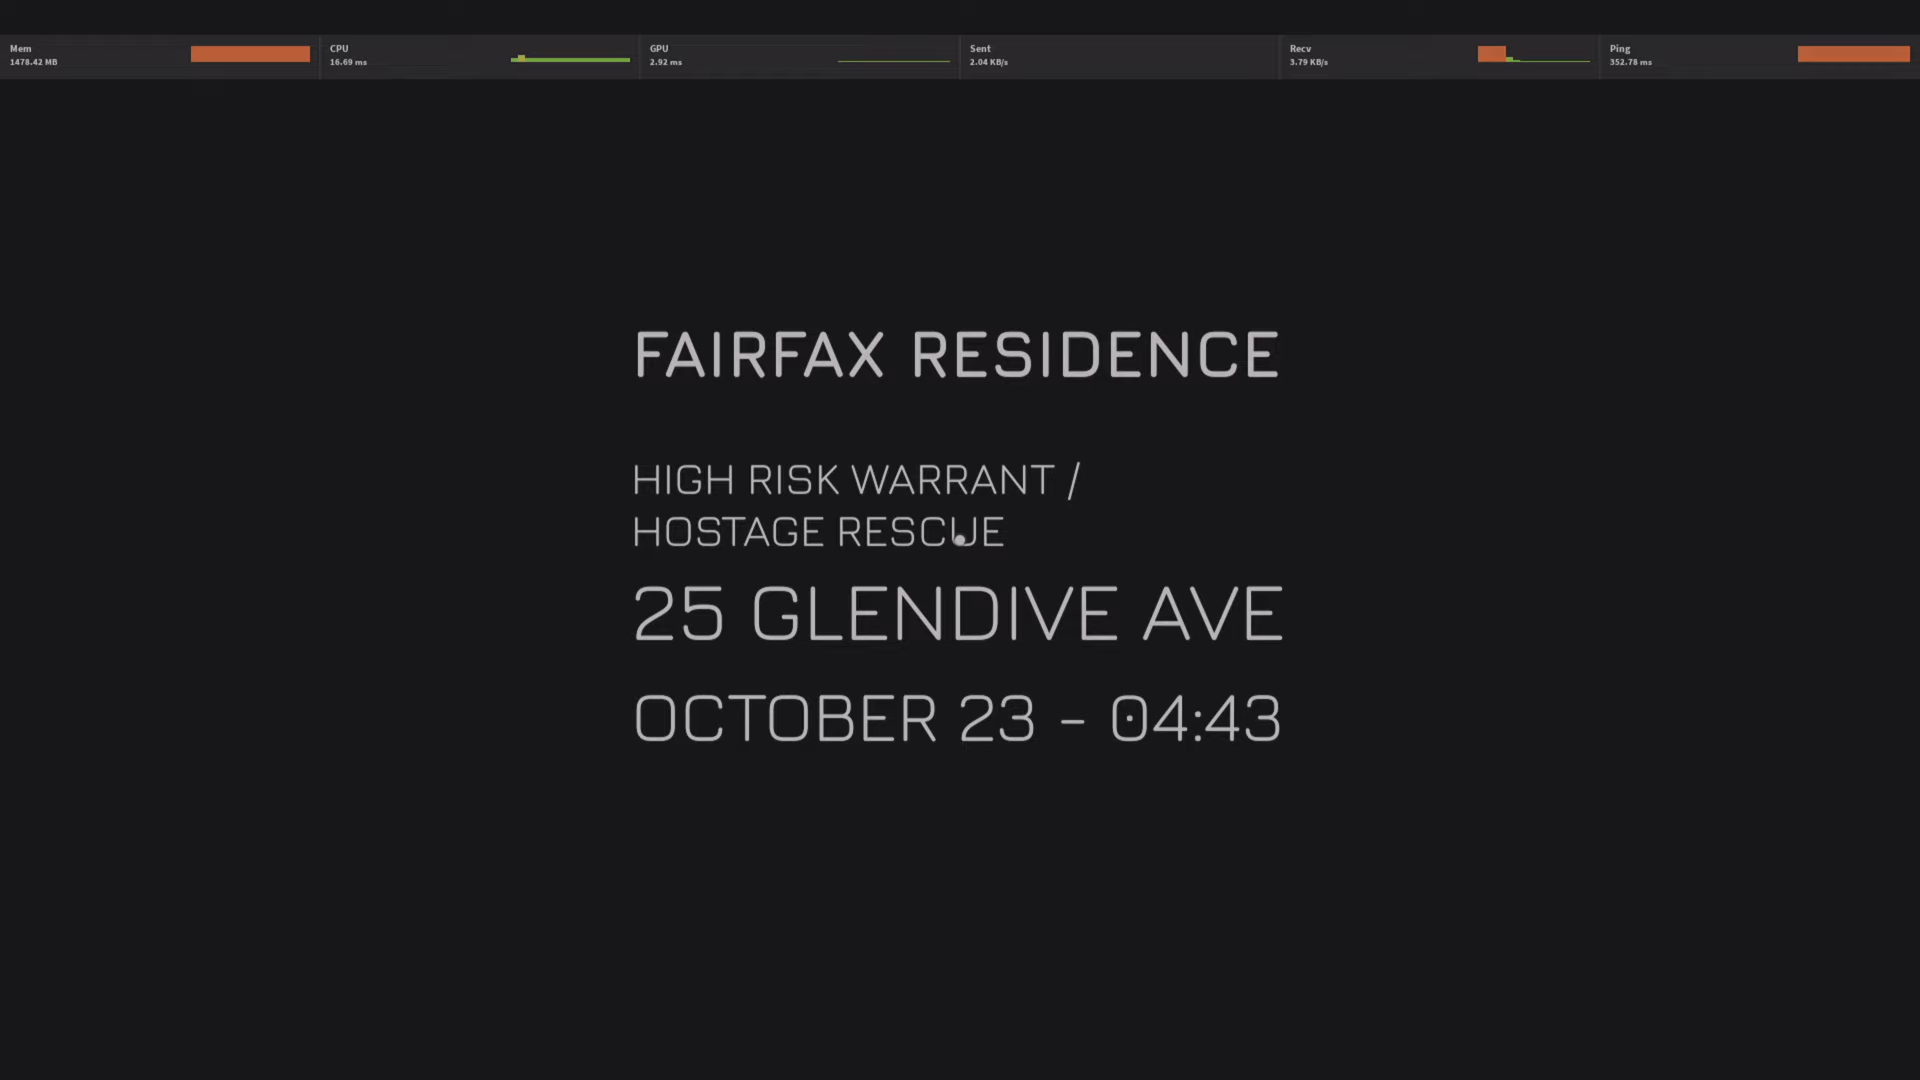 Mem CPU GPU Sent Recv Ping
1478.42 MB 16.69 ms 2.92 ms 2.04 KB/s 3.79 KB/s 352.78 ms
FAIRFAX RESIDENCE
HIGH RISK WARRANT /
HOSTAGE RESCUE
25 GLENDIVE AVE
OCTOBER 23 - 04:43